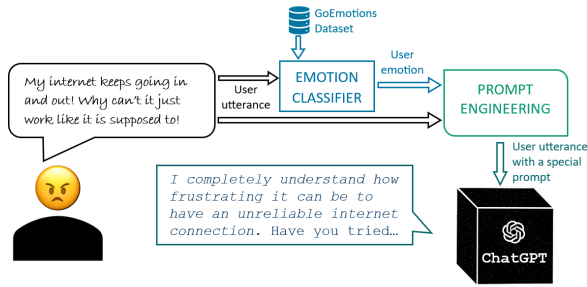 GoEmotions
Dataset
My internet keeps going in
and out! Why can't it just
work like it is supposed to!
User
utterance
EMOTION
CLASSIFIER
User
emotion
PROMPT
ENGINEERING
User utterance
with a special
prompt
I completely understand how
frustrating it can be to
have an unreliable internet
connection. Have you tried…
ChatGPT